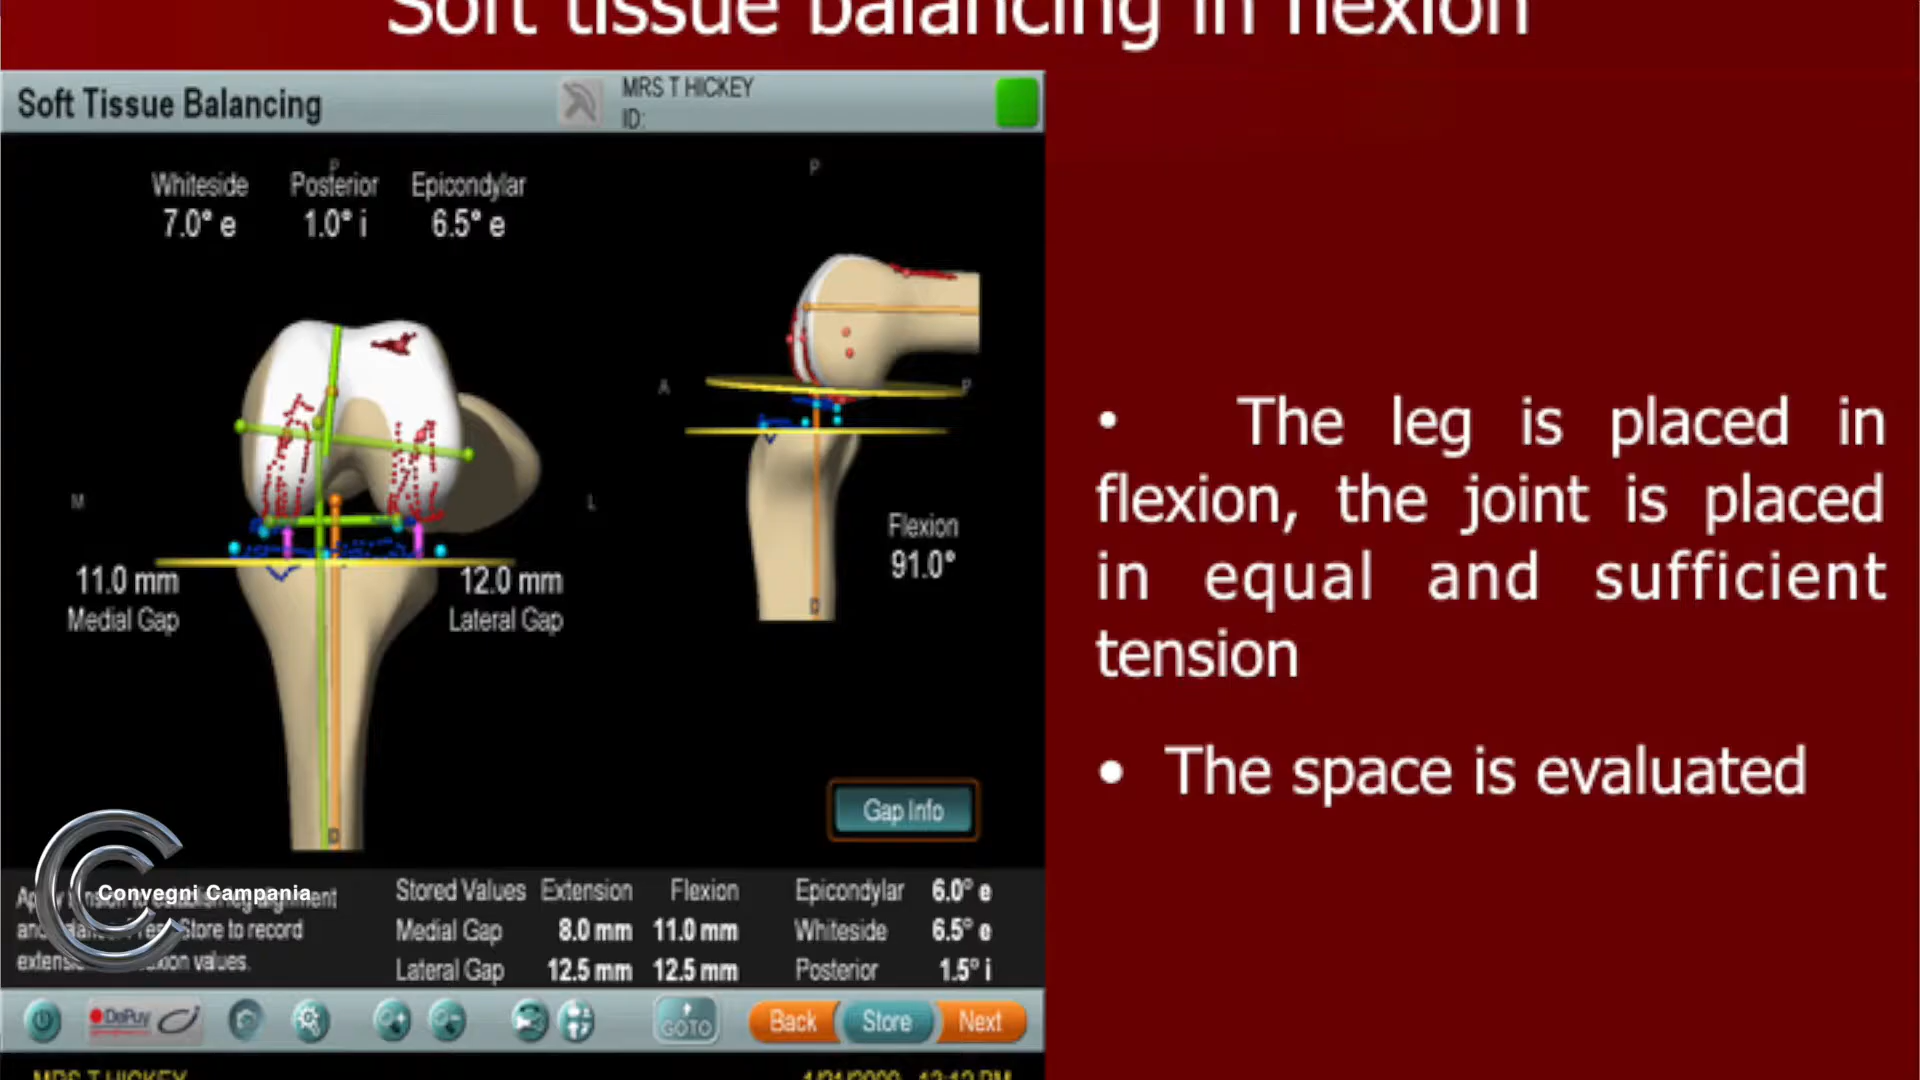 Soft tissue balancing in flexion
Soft Tissue Balancing
MRS T HICKEY
ID:
Whiteside Posterior Epicondylar
7.0° e 1.0° i 6.5° e
P
P
A
P
M
L
11.0 mm
Medial Gap
12.0 mm
Lateral Gap
Flexion
91.0°
D
D
Gap Info
• The leg is placed in
flexion, the joint is placed
in equal and sufficient
tension
• The space is evaluated
Convegni Campania
Store to record
values.
Stored Values Extension Flexion
Medial Gap 8.0 mm 11.0 mm
Lateral Gap 12.5 mm 12.5 mm
Epicondylar 6.0° e
Whiteside 6.5° e
Posterior 1.5° i
DePuy
GOTO
Back Store Next
MRS T HICKEY